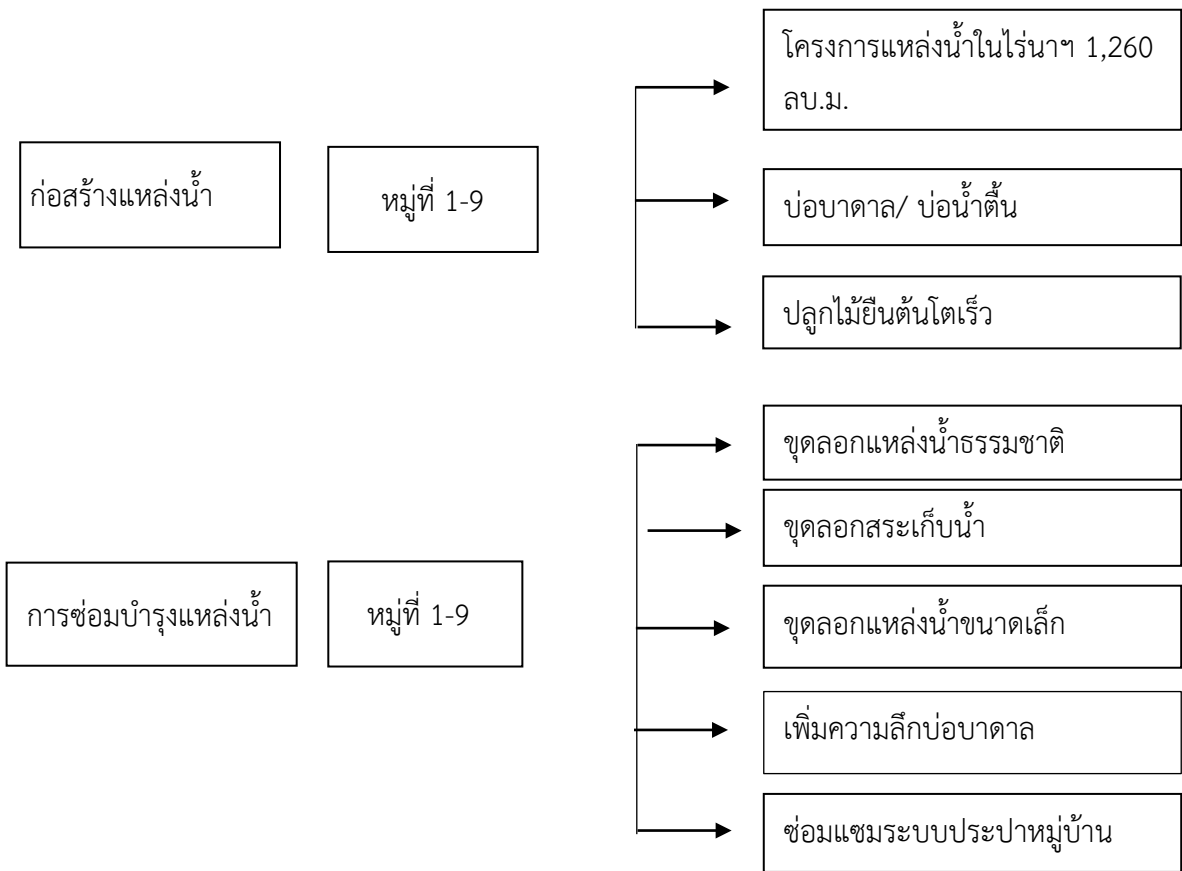 ก่อสร้างแหล่งน้ำ
หมู่ที่ 1-9
โครงการแหล่งน้ำในไร่นาฯ 1,260
ลบ.ม.
บ่อบาดาล/ บ่อน้ำตื้น
ปลูกไม้ยืนต้นโตเร็ว
การซ่อมบำรุงแหล่งน้ำ
หมู่ที่ 1-9
ขุดลอกแหล่งน้ำธรรมชาติ
ขุดลอกสระเก็บน้ำ
ขุดลอกแหล่งน้ำขนาดเล็ก
เพิ่มความลึกบ่อบาดาล
ซ่อมแซมระบบประปาหมู่บ้าน